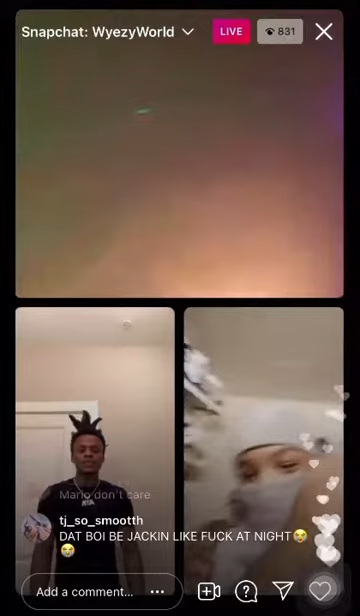 Snapchat: WyezyWorld
LIVE
831
Mario don't care
tj_so_smootth
DAT BOI BE JACKIN LIKE FUCK AT NIGHT😭
😭
Add a comment...